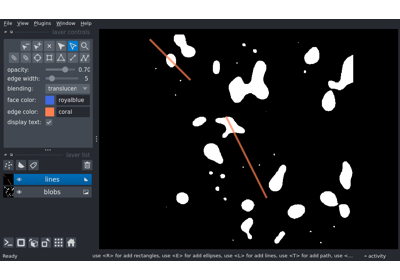 File View Plugins Window Help
layer controls
opacity: 0.70
edge width: 5
blending: translucen
face color: royalblue
edge color: coral
display text:
layer list
lines
blobs
Ready use <R> for add rectangles, use <E> for add ellipses, use <L> for add lines, use <T> for add path, use <... activity